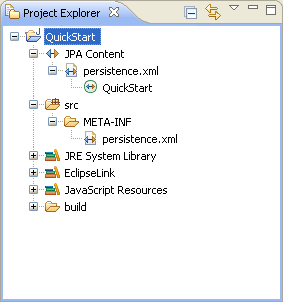 Project Explorer
QuickStart
JPA Content
persistence.xml
QuickStart
src
META-INF
persistence.xml
JRE System Library
EclipseLink
JavaScript Resources
build